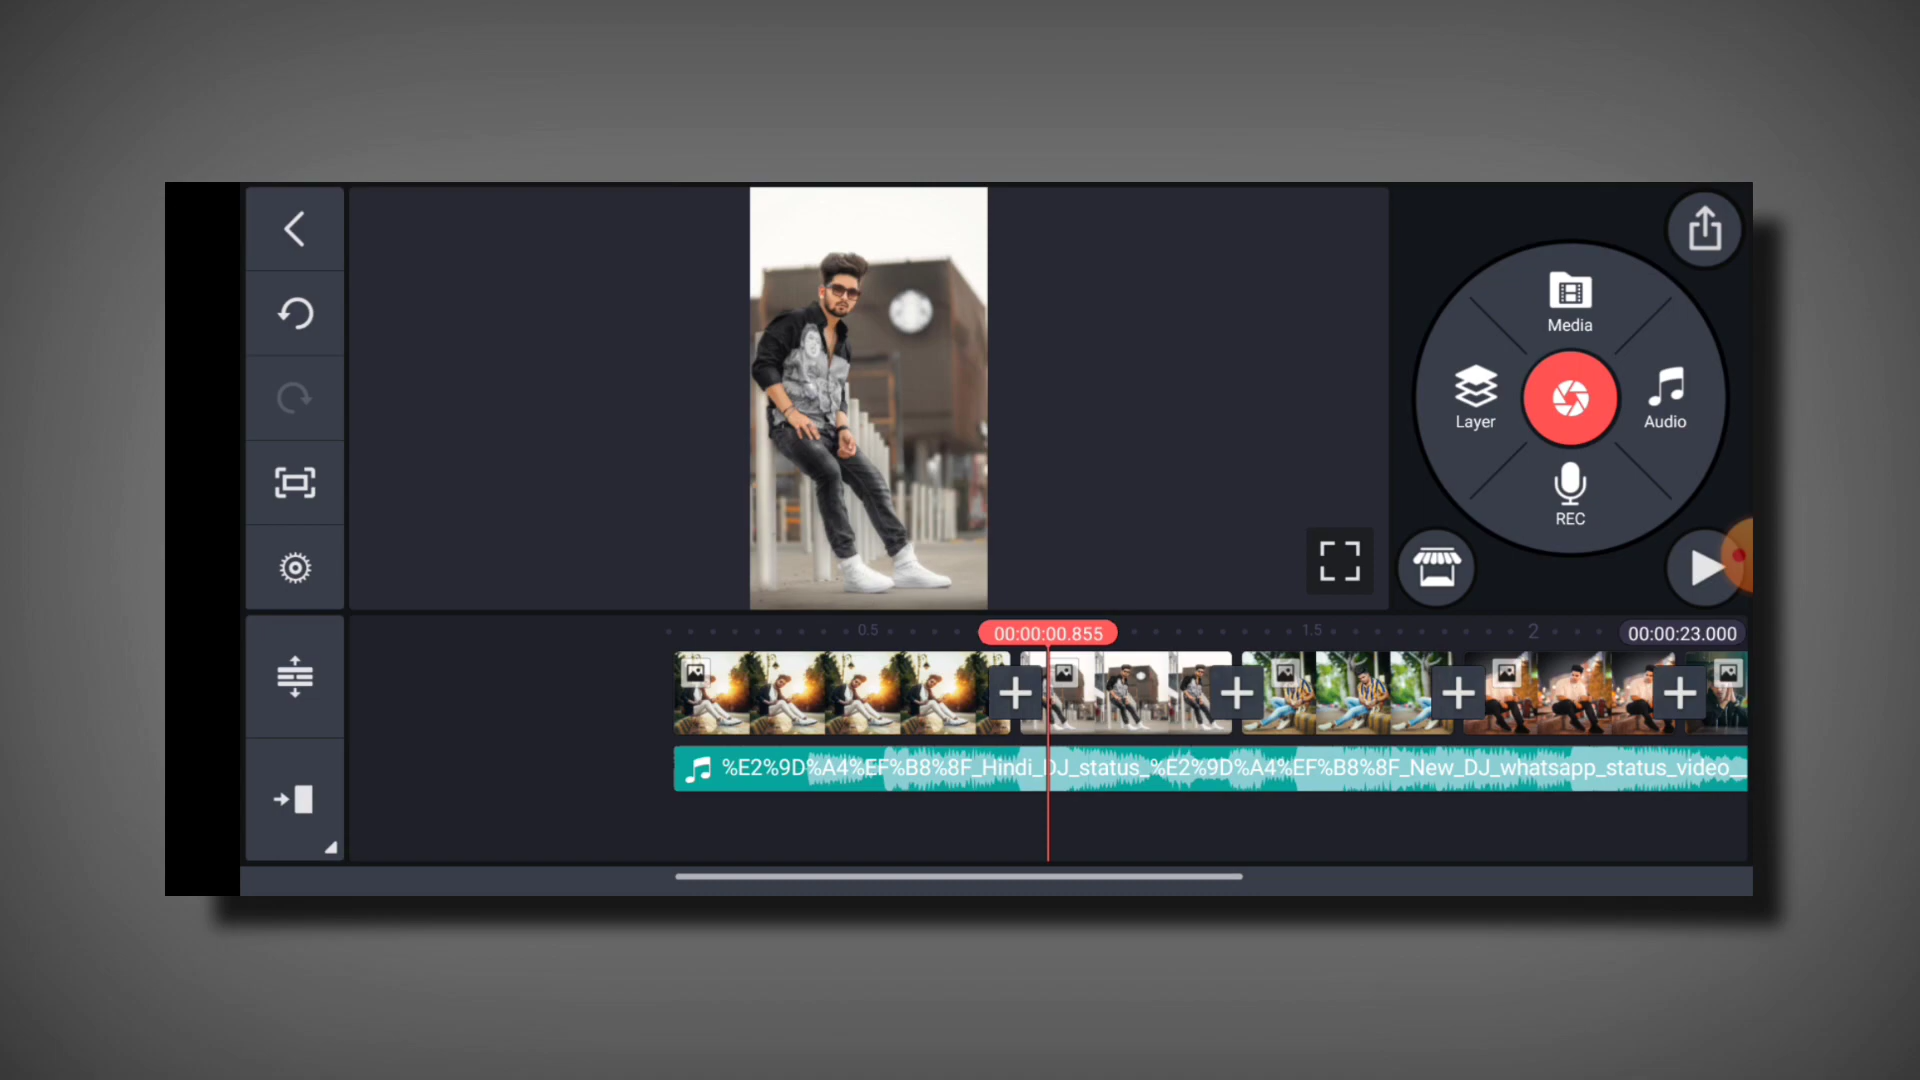 Media
Layer
Audio
REC
0.5
00:00:00.855
1.5
2
00:00:23.000
%E2%9D%A4%EF%B8%8F_Hindi_DJ_status_%E2%9D%A4%EF%B8%8F_New_DJ_whatsapp_status_video_